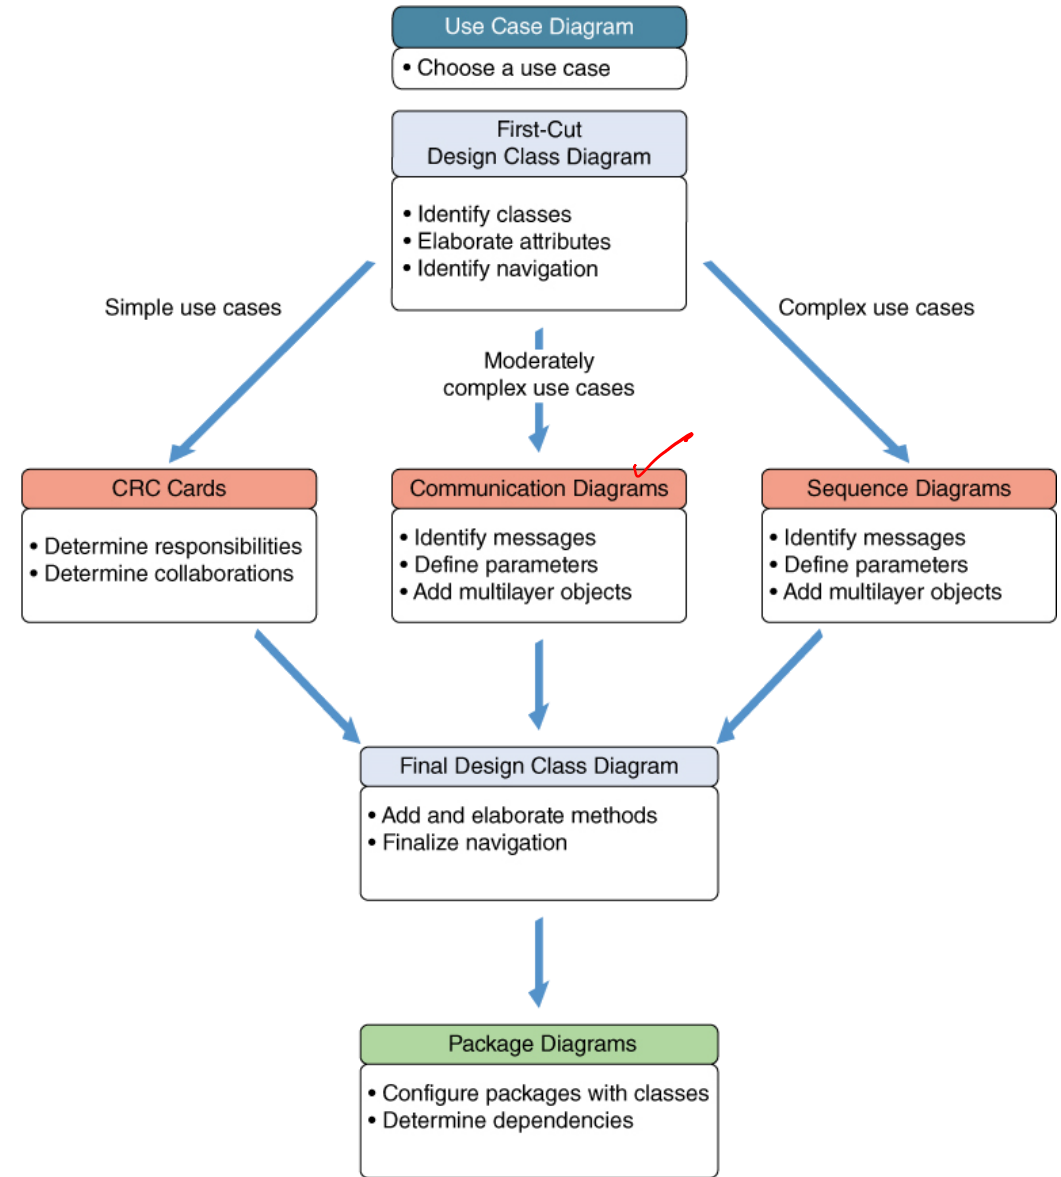 Use Case Diagram
• Choose a use case
First-Cut
Design Class Diagram
• Identify classes
• Elaborate attributes
• Identify navigation
Simple use cases
Moderately
complex use cases
Complex use cases
CRC Cards
• Determine responsibilities
• Determine collaborations
Communication Diagrams
• Identify messages
• Define parameters
• Add multilayer objects
Sequence Diagrams
• Identify messages
• Define parameters
• Add multilayer objects
Final Design Class Diagram
• Add and elaborate methods
• Finalize navigation
Package Diagrams
• Configure packages with classes
• Determine dependencies